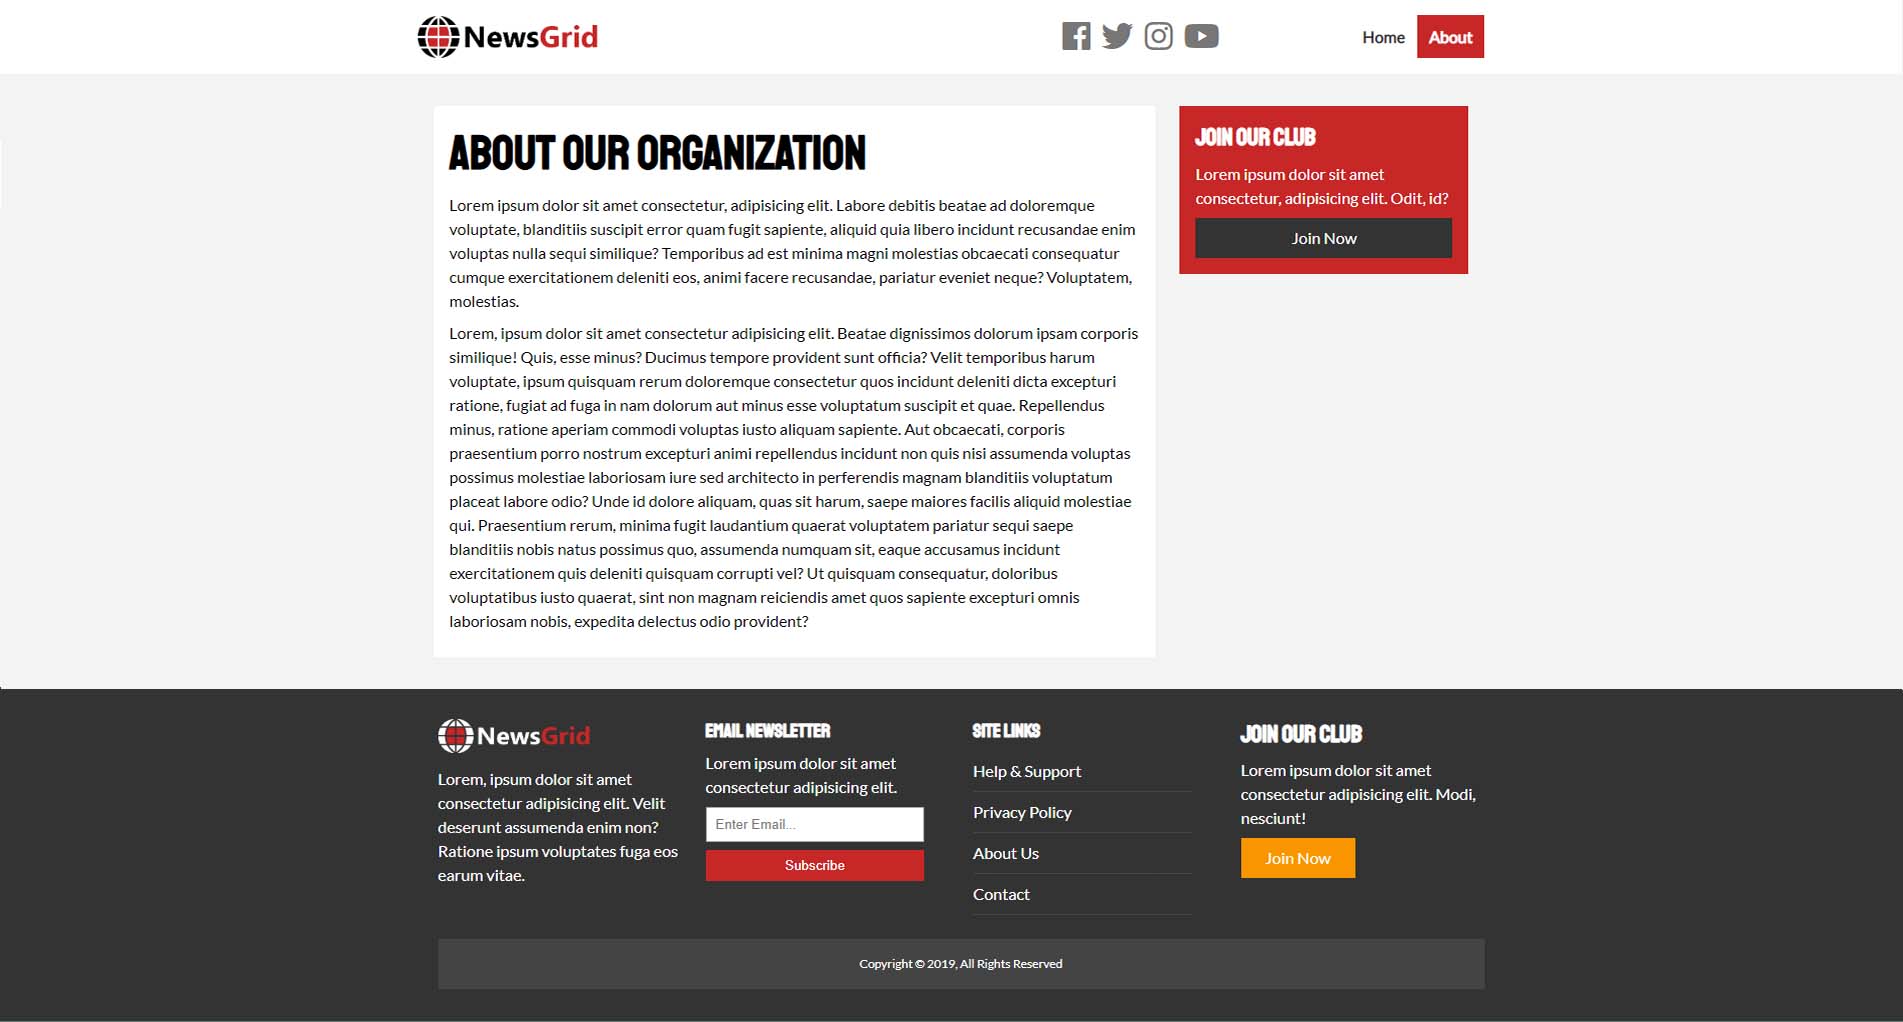 NewsGrid
Home
About
ABOUT OUR ORGANIZATION
Lorem ipsum dolor sit amet consectetur, adipisicing elit. Labore debitis beatae ad doloremque
voluptate, blanditiis suscipit error quam fugit sapiente, aliquid quia libero incidunt recusandae enim
voluptas nulla sequi similique? Temporibus ad est minima magni molestias obcaecati consequatur
cumque exercitationem deleniti eos, animi facere recusandae, pariatur eveniet neque? Voluptatem,
molestias.
Lorem, ipsum dolor sit amet consectetur adipisicing elit. Beatae dignissimos dolorum ipsam corporis
similique! Quis, esse minus? Ducimus tempore provident sunt officia? Velit temporibus harum
voluptate, ipsum quisquam rerum doloremque consectetur quos incidunt deleniti dicta excepturi
ratione, fugiat ad fuga in nam dolorum aut minus esse voluptatum suscipit et quae. Repellendus
minus, ratione aperiam commodi voluptas iusto aliquam sapiente. Aut obcaecati, corporis
praesentium porro nostrum excepturi animi repellendus incidunt non quis nisi assumenda voluptas
possimus molestiae laboriosam iure sed architecto in perferendis magnam blanditiis voluptatum
placeat labore odio? Unde id dolore aliquam, quas sit harum, saepe maiores facilis aliquid molestiae
qui. Praesentium rerum, minima fugit laudantium quaerat voluptatem pariatur sequi saepe
blanditiis nobis natus possimus quo, assumenda numquam sit, eaque accusamus incidunt
exercitationem quis deleniti quisquam corrupti vel? Ut quisquam consequatur, doloribus
voluptatibus iusto quaerat, sint non magnam reiciendis amet quos sapiente excepturi omnis
laboriosam nobis, expedita delectus odio provident?
JOIN OUR CLUB
Lorem ipsum dolor sit amet
consectetur, adipisicing elit. Odit, id?
Join Now
NewsGrid
Lorem, ipsum dolor sit amet
consectetur adipisicing elit. Velit
deserunt assumenda enim non?
Ratione ipsum voluptates fuga eos
earum vitae.
EMAIL NEWSLETTER
Lorem ipsum dolor sit amet
consectetur adipisicing elit.
Enter Email...
Subscribe
SITE LINKS
Help & Support
Privacy Policy
About Us
Contact
JOIN OUR CLUB
Lorem ipsum dolor sit amet
consectetur adipisicing elit. Modi,
nesciunt!
Join Now
Copyright © 2019, All Rights Reserved